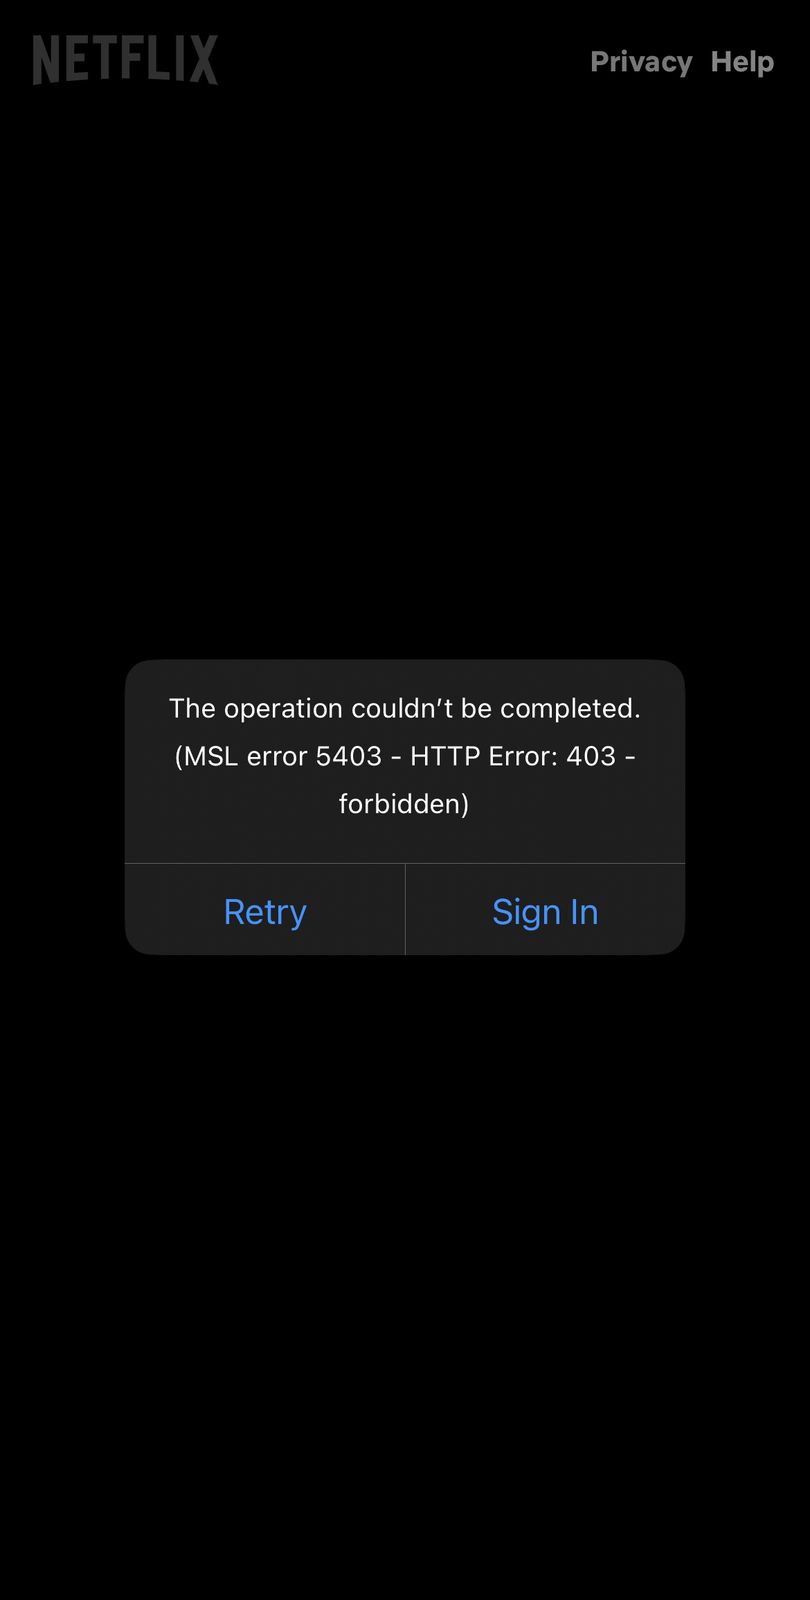 NETFLIX
Privacy Help
The operation couldn’t be completed.
(MSL error 5403 - HTTP Error: 403 -
forbidden)
Retry
Sign In